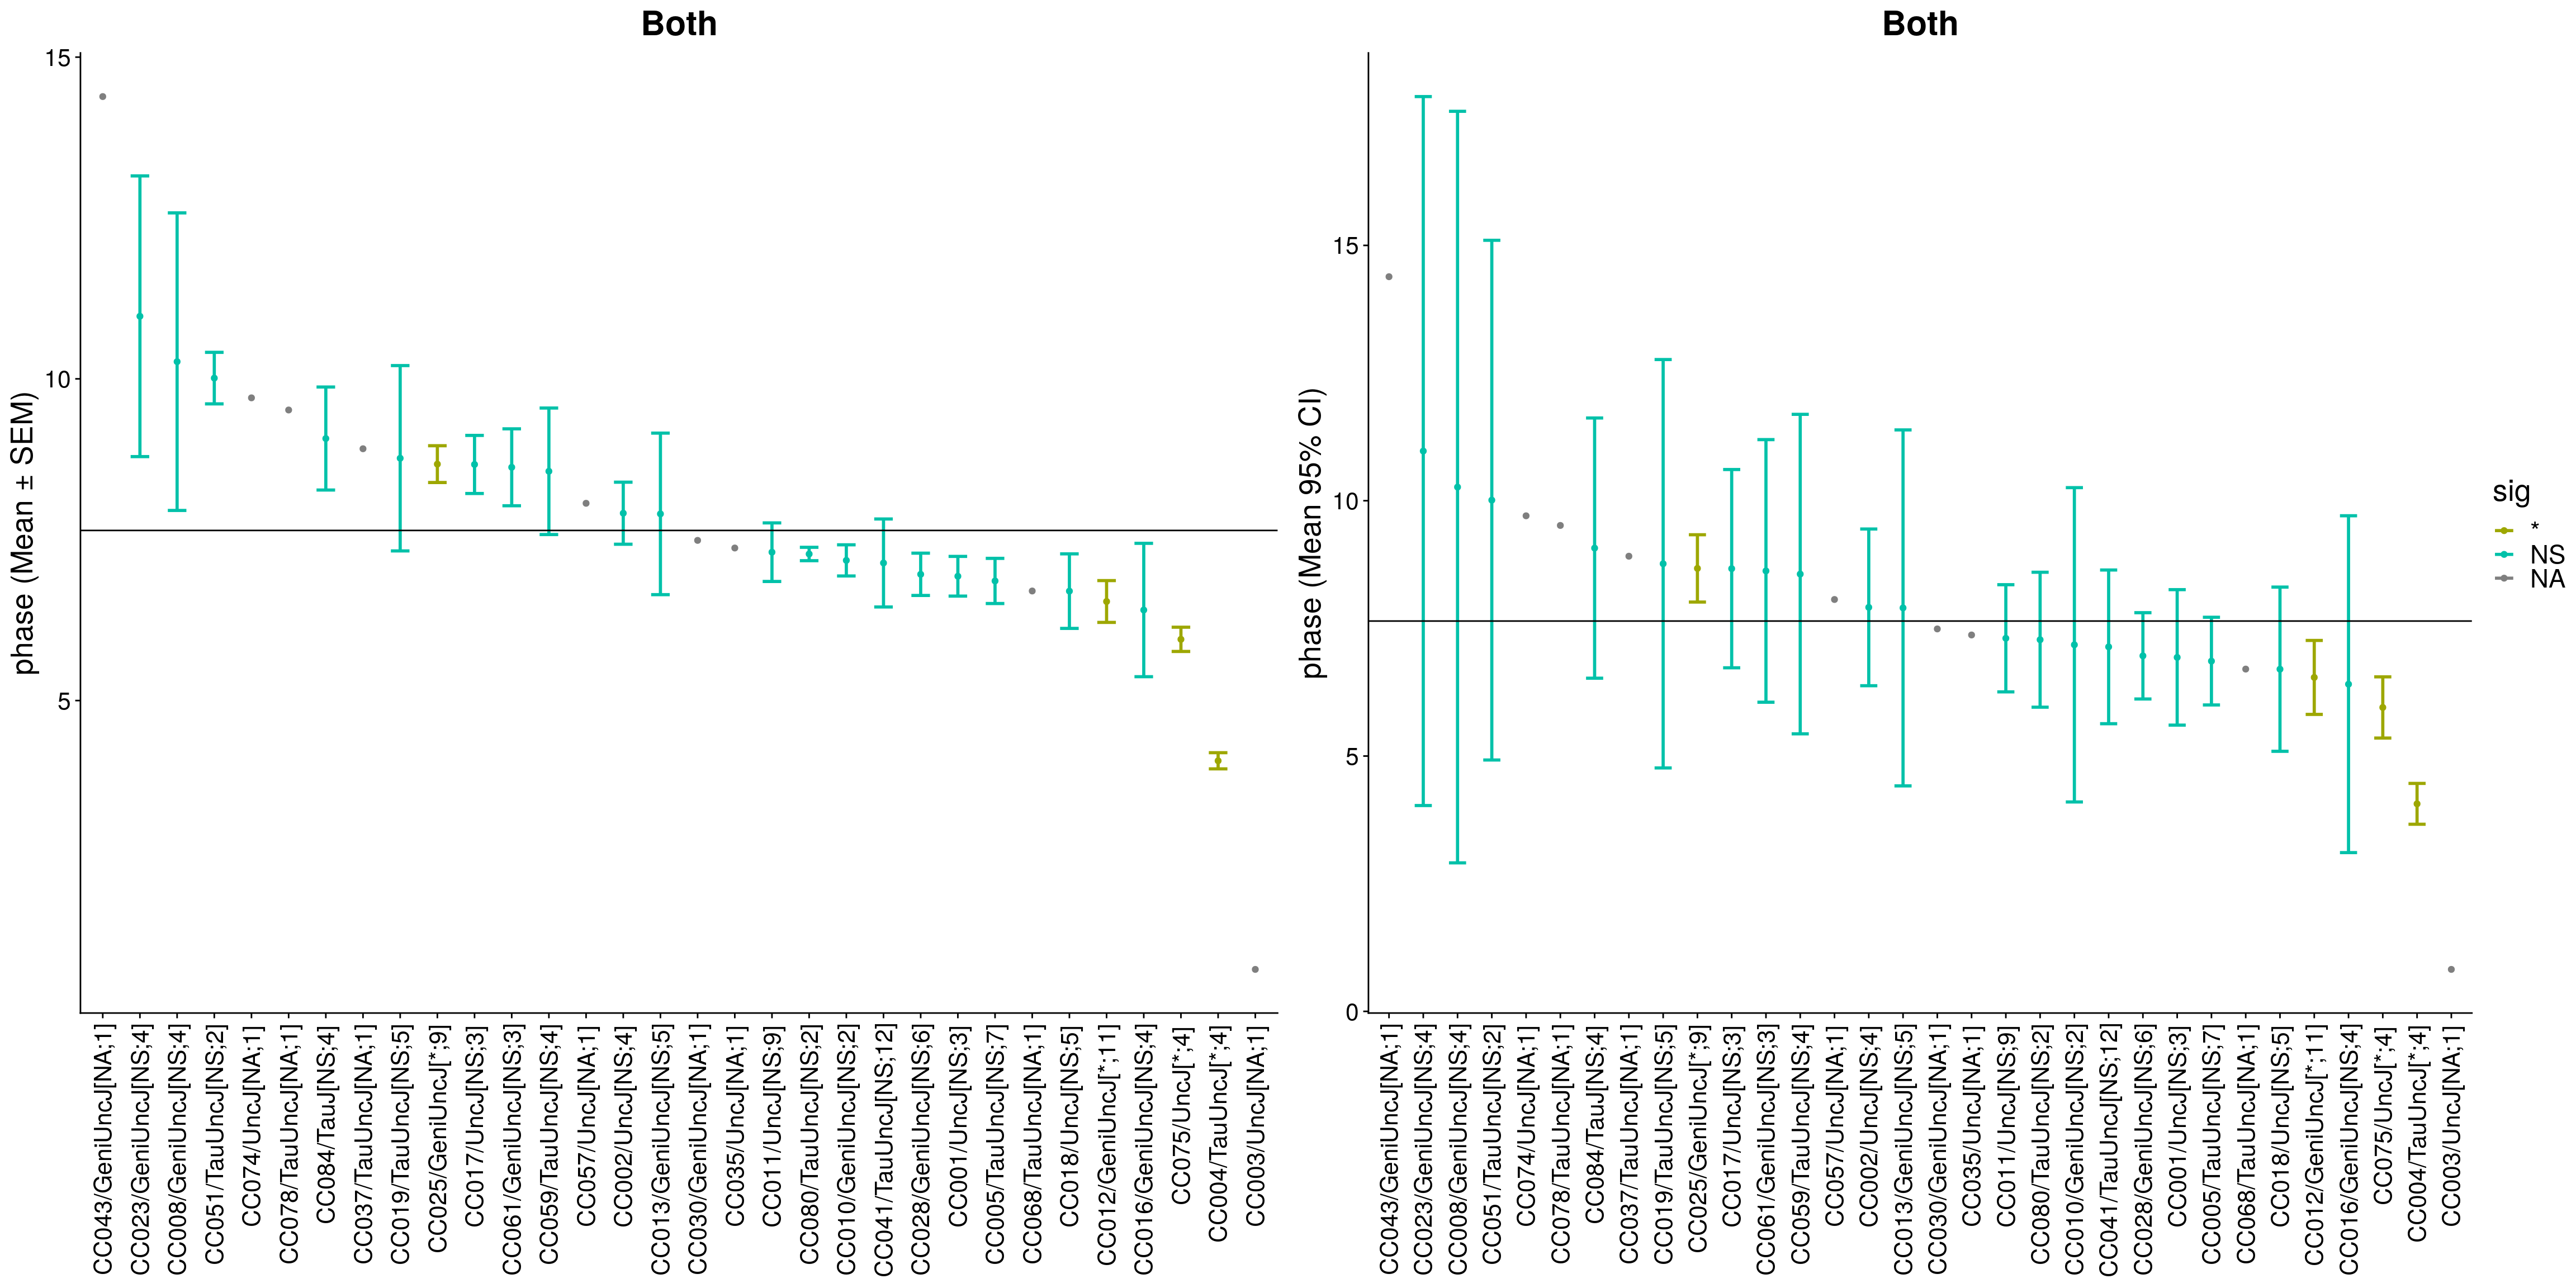 Both
15
10
5
phase (Mean ± SEM)
CC043/GeniUncJ[NA;1]
CC023/GeniUncJ[NS;4]
CC008/GeniUncJ[NS;4]
CC051/TauUncJ[NS;2]
CC074/UncJ[NA;1]
CC078/TauUncJ[NA;1]
CC084/TauJ[NS;4]
CC037/TauUncJ[NA;1]
CC019/TauUncJ[NS;5]
CC025/GeniUncJ[*;9]
CC017/UncJ[NS;3]
CC061/GeniUncJ[NS;3]
CC059/TauUncJ[NS;4]
CC057/UncJ[NA;1]
CC002/UncJ[NS;4]
CC013/GeniUncJ[NS;5]
CC030/GeniUncJ[NA;1]
CC035/UncJ[NA;1]
CC011/UncJ[NS;9]
CC080/TauUncJ[NS;2]
CC010/GeniUncJ[NS;2]
CC041/TauUncJ[NS;12]
CC028/GeniUncJ[NS;6]
CC001/UncJ[NS;3]
CC005/TauUncJ[NS;7]
CC068/TauUncJ[NA;1]
CC018/UncJ[NS;5]
CC012/GeniUncJ[*;11]
CC016/GeniUncJ[NS;4]
CC075/UncJ[*;4]
CC004/TauUncJ[*;4]
CC003/UncJ[NA;1]
Both
15
10
5
0
phase (Mean 95% CI)
CC043/GeniUncJ[NA;1]
CC023/GeniUncJ[NS;4]
CC008/GeniUncJ[NS;4]
CC051/TauUncJ[NS;2]
CC074/UncJ[NA;1]
CC078/TauUncJ[NA;1]
CC084/TauJ[NS;4]
CC037/TauUncJ[NA;1]
CC019/TauUncJ[NS;5]
CC025/GeniUncJ[*;9]
CC017/UncJ[NS;3]
CC061/GeniUncJ[NS;3]
CC059/TauUncJ[NS;4]
CC057/UncJ[NA;1]
CC002/UncJ[NS;4]
CC013/GeniUncJ[NS;5]
CC030/GeniUncJ[NA;1]
CC035/UncJ[NA;1]
CC011/UncJ[NS;9]
CC080/TauUncJ[NS;2]
CC010/GeniUncJ[NS;2]
CC041/TauUncJ[NS;12]
CC028/GeniUncJ[NS;6]
CC001/UncJ[NS;3]
CC005/TauUncJ[NS;7]
CC068/TauUncJ[NA;1]
CC018/UncJ[NS;5]
CC012/GeniUncJ[*;11]
CC016/GeniUncJ[NS;4]
CC075/UncJ[*;4]
CC004/TauUncJ[*;4]
CC003/UncJ[NA;1]
sig
*
NS
NA